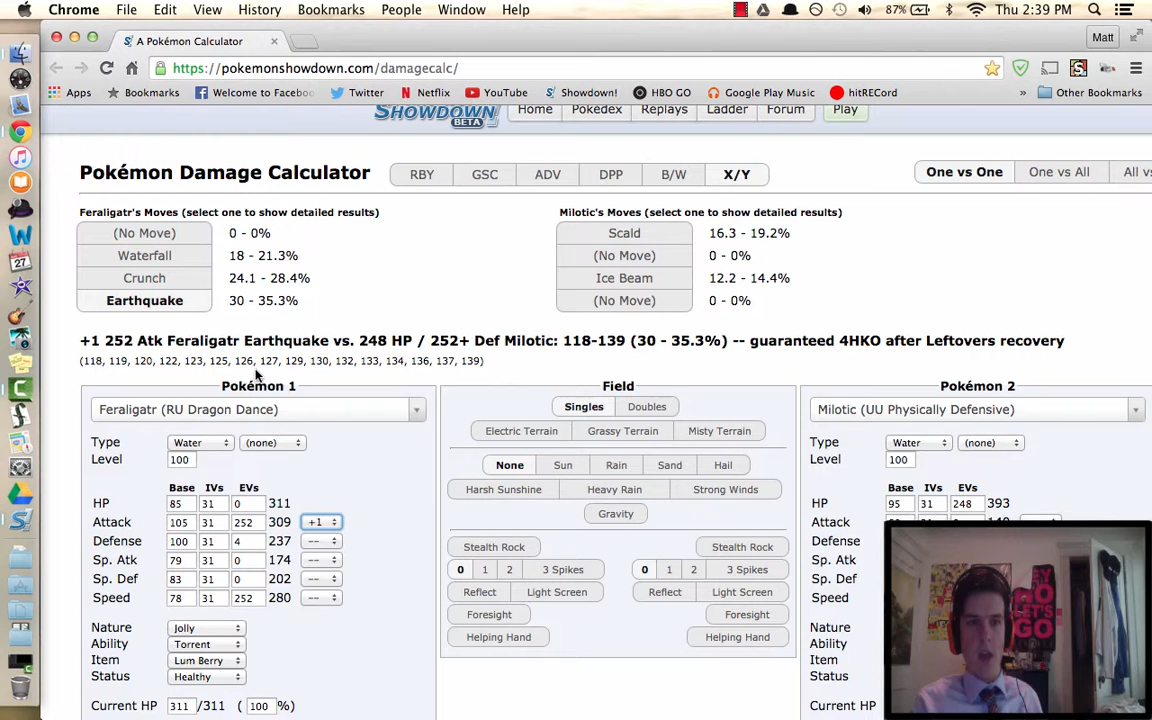 Chrome File Edit View History Bookmarks People Window Help 87% Thu 2:39 PM
A Pokémon Calculator Matt
https://pokemonshowdown.com/damagecalc/
Apps Bookmarks Welcome to Facebo Twitter Netflix YouTube Showdown! HBO GO Google Play Music hitRECord » Other Bookmarks
SHOWDOWN BETA Home Pokedex Replays Ladder Forum Play
Pokémon Damage Calculator RBY GSC ADV DPP B/W X/Y One vs One One vs All All vs
Feraligatr's Moves (select one to show detailed results) Milotic's Moves (select one to show detailed results)
(No Move) 0 - 0% Scald 16.3 - 19.2%
Waterfall 18 - 21.3% (No Move) 0 - 0%
Crunch 24.1 - 28.4% Ice Beam 12.2 - 14.4%
Earthquake 30 - 35.3% (No Move) 0 - 0%
+1 252 Atk Feraligatr Earthquake vs. 248 HP / 252+ Def Milotic: 118-139 (30 - 35.3%) -- guaranteed 4HKO after Leftovers recovery
(118, 119, 120, 122, 123, 125, 126, 127, 129, 130, 132, 133, 134, 136, 137, 139)
Pokémon 1 Field Pokémon 2
Feraligatr (RU Dragon Dance) Singles Doubles Milotic (UU Physically Defensive)
Electric Terrain Grassy Terrain Misty Terrain
Type Water (none) Type Water (none)
Level 100 None Sun Rain Sand Hail Level 100
Base IVs EVs Harsh Sunshine Heavy Rain Strong Winds Base IVs EVs
HP 85 31 0 311 HP 95 31 248 393
Gravity
Attack 105 31 252 309 +1 Attack
Defense 100 31 4 237 -- Stealth Rock Stealth Rock Defense
Sp. Atk 79 31 0 174 -- 0 1 2 3 Spikes 0 1 2 3 Spikes Sp. Atk
Sp. Def 83 31 0 202 -- Reflect Light Screen Reflect Light Screen Sp. Def
Speed 78 31 252 280 -- Speed
Foresight Foresight
Nature Jolly Helping Hand Helping Hand Nature
Ability Torrent Ability
Item Lum Berry Item
Status Healthy Status
Current HP 311 /311 ( 100 %) Current HP